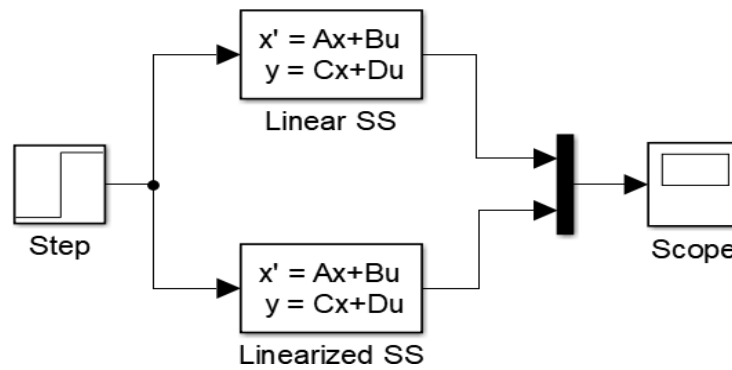 x' = Ax+Bu
y = Cx+Du
Linear SS
Step
Scope
x' = Ax+Bu
y = Cx+Du
Linearized SS